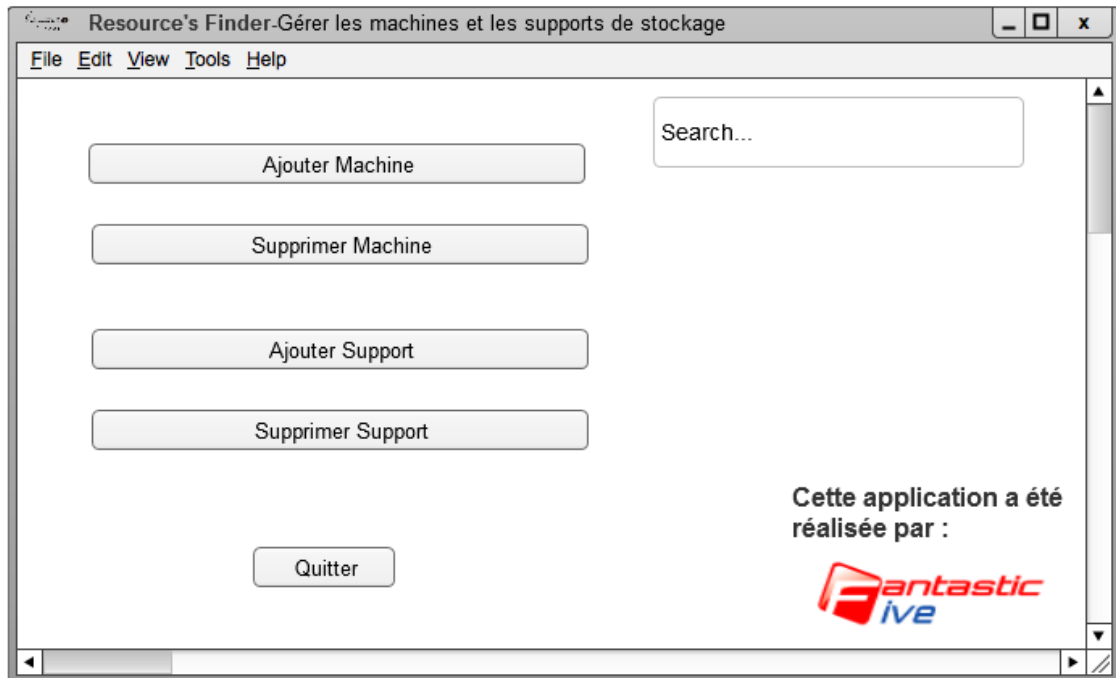 Resource's Finder-Gérer les machines et les supports de stockage
x
File Edit View Tools Help
Search...
Ajouter Machine
Supprimer Machine
Ajouter Support
Supprimer Support
Cette application a été
réalisée par :
Quitter
Fantastic
Five